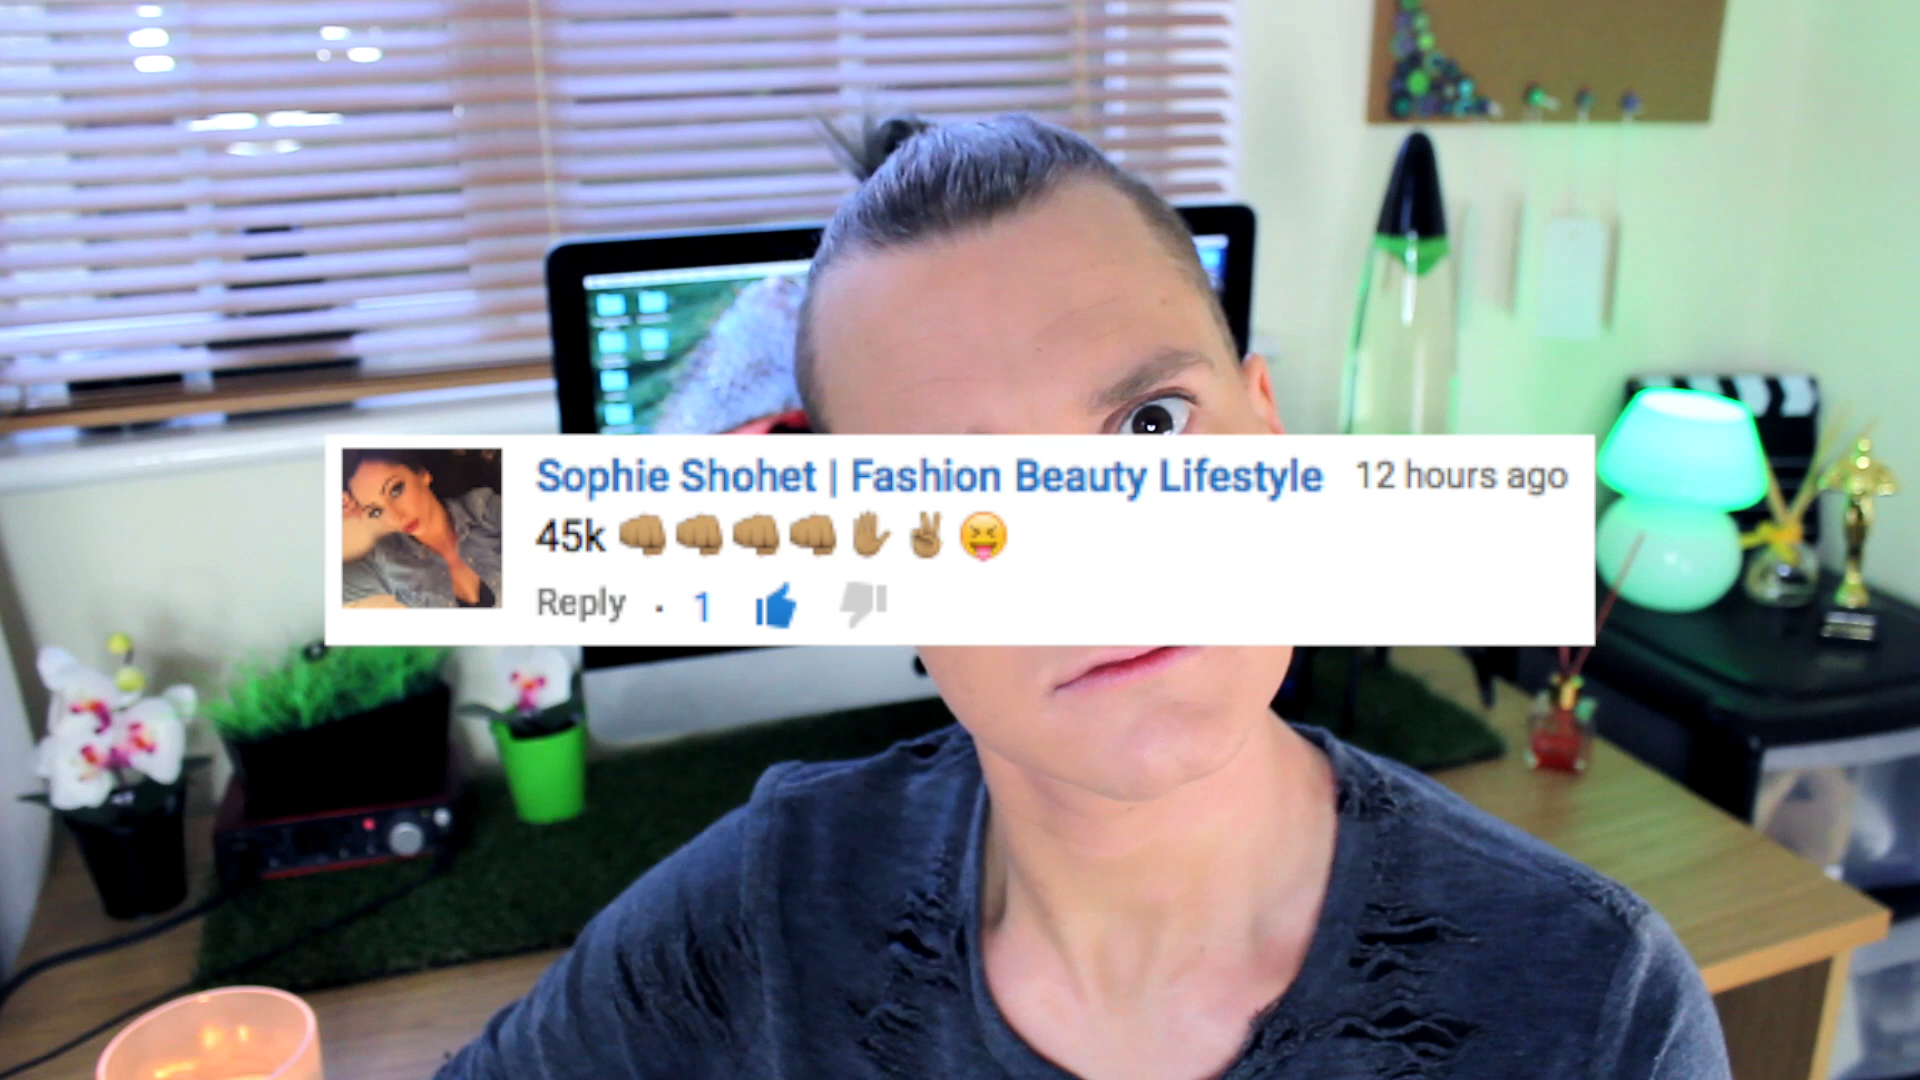 Sophie Shohet | Fashion Beauty Lifestyle 12 hours ago
45k 👊🏽👊🏽👊🏽👊🏽✋🏽✌🏽😝
Reply · 1